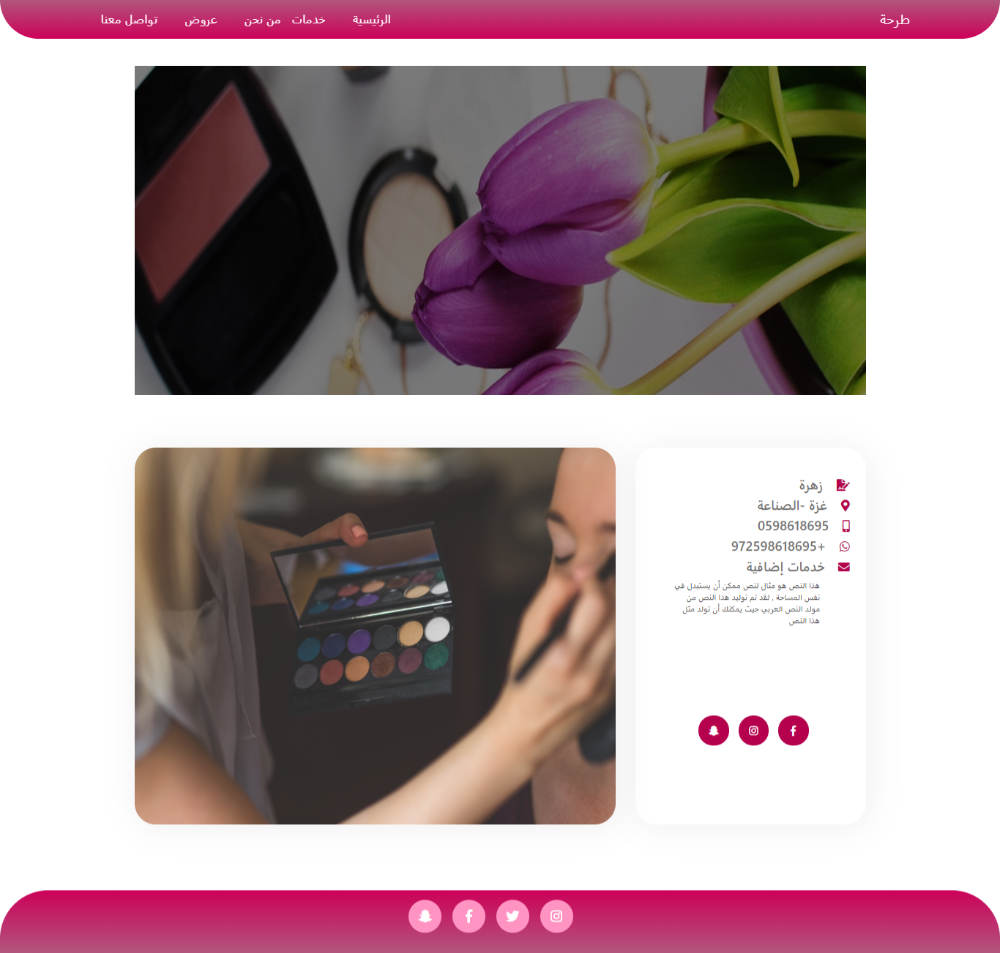 طرحة
الرئيسية خدمات من نحن عروض تواصل معنا
زهرة
غزة -الصناعة
0598618695
+972598618695
خدمات إضافية
هذا النص هو مثال لنص ممكن أن يستبدل في
نفس المساحة , لقد تم توليد هذا النص من
مولد النص العربي حيث يمكنك أن تولد مثل
هذا النص